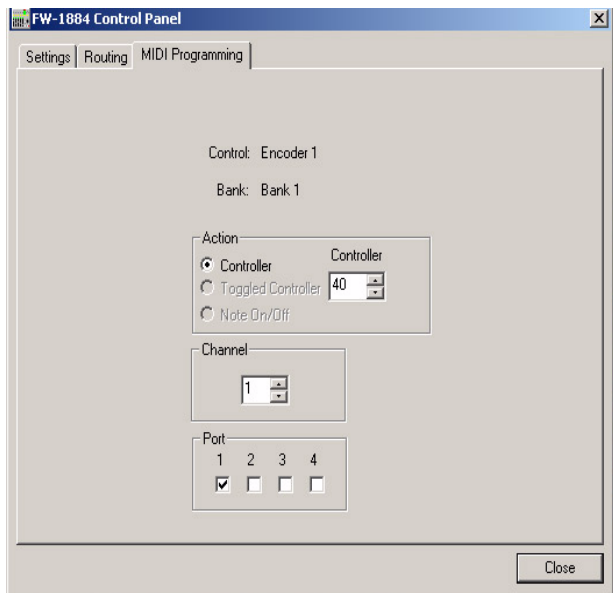 FW-1884 Control Panel
Settings Routing MIDI Programming
Control: Encoder 1
Bank: Bank 1
Action
Controller
Controller
Toggled Controller
40
Note On/Off
Channel
1
Port
1 2 3 4
Close